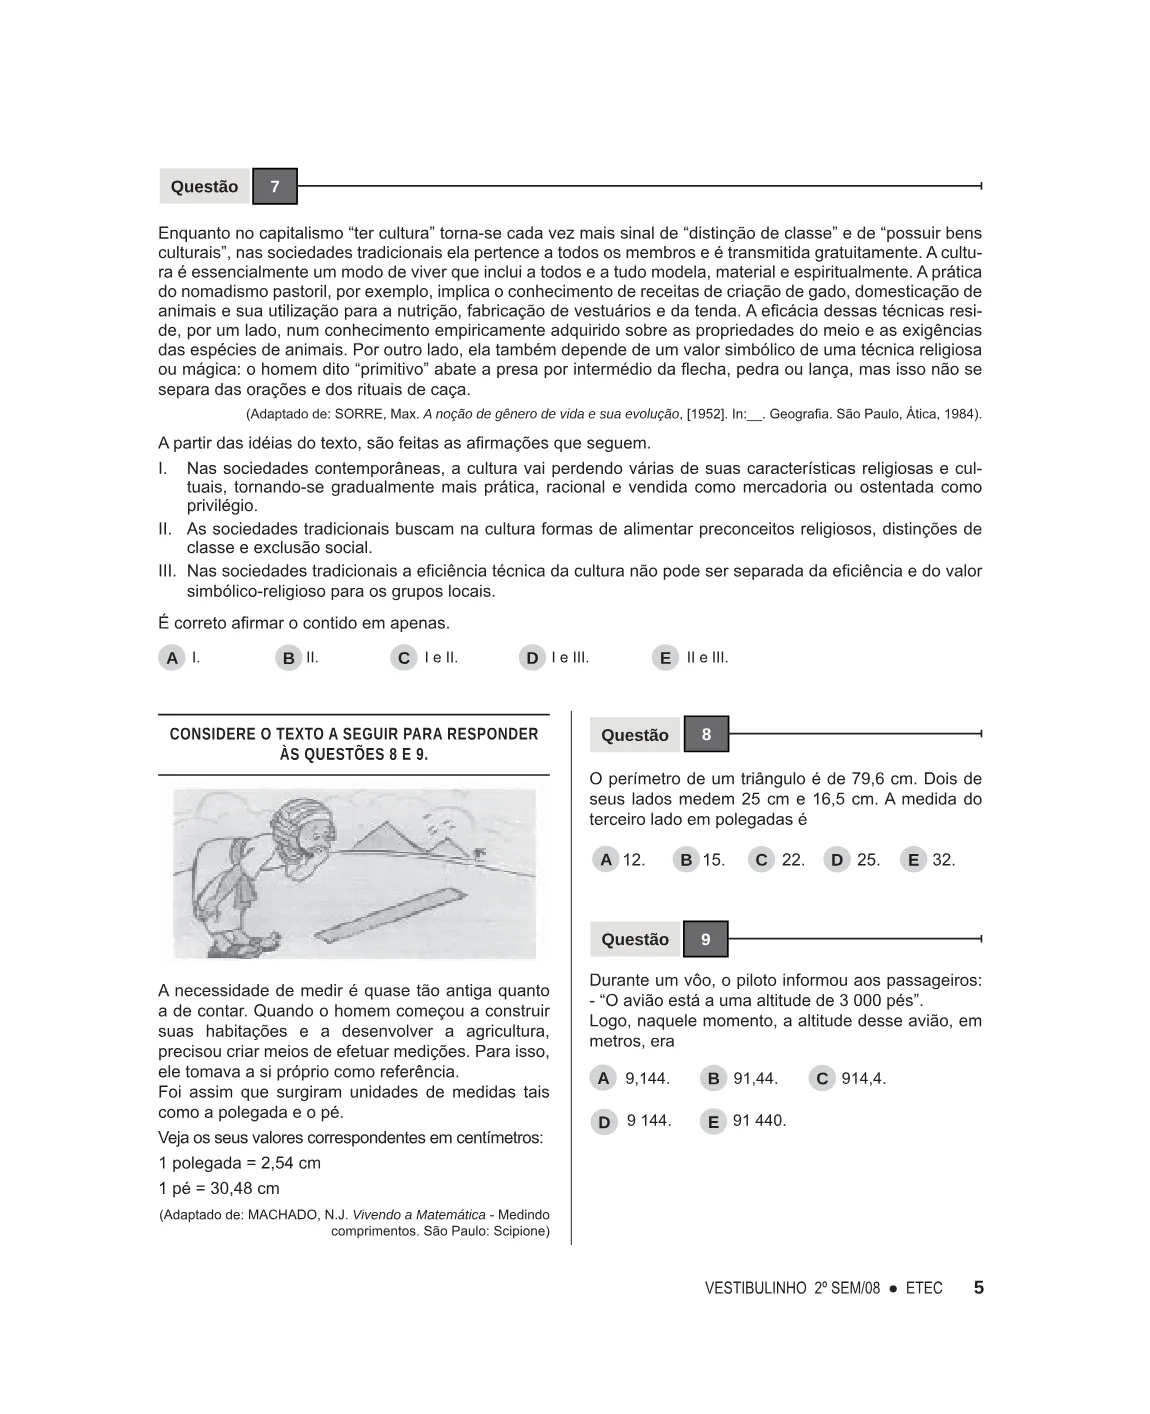 Questão 7
Enquanto no capitalismo “ter cultura” torna-se cada vez mais sinal de “distinção de classe” e de “possuir bens
culturais”, nas sociedades tradicionais ela pertence a todos os membros e é transmitida gratuitamente. A cultu-
ra é essencialmente um modo de viver que inclui a todos e a tudo modela, material e espiritualmente. A prática
do nomadismo pastoril, por exemplo, implica o conhecimento de receitas de criação de gado, domesticação de
animais e sua utilização para a nutrição, fabricação de vestuários e da tenda. A eficácia dessas técnicas resi-
de, por um lado, num conhecimento empiricamente adquirido sobre as propriedades do meio e as exigências
das espécies de animais. Por outro lado, ela também depende de um valor simbólico de uma técnica religiosa
ou mágica: o homem dito “primitivo” abate a presa por intermédio da flecha, pedra ou lança, mas isso não se
separa das orações e dos rituais de caça.
(Adaptado de: SORRE, Max. A noção de gênero de vida e sua evolução, [1952]. In:__. Geografia. São Paulo, Ática, 1984).
A partir das idéias do texto, são feitas as afirmações que seguem.
I. Nas sociedades contemporâneas, a cultura vai perdendo várias de suas características religiosas e cul-
tuais, tornando-se gradualmente mais prática, racional e vendida como mercadoria ou ostentada como
privilégio.
II. As sociedades tradicionais buscam na cultura formas de alimentar preconceitos religiosos, distinções de
classe e exclusão social.
III. Nas sociedades tradicionais a eficiência técnica da cultura não pode ser separada da eficiência e do valor
simbólico-religioso para os grupos locais.
É correto afirmar o contido em apenas.
A I. B II. C I e II. D I e III. E II e III.
CONSIDERE O TEXTO A SEGUIR PARA RESPONDER
ÀS QUESTÕES 8 E 9.
A necessidade de medir é quase tão antiga quanto
a de contar. Quando o homem começou a construir
suas habitações e a desenvolver a agricultura,
precisou criar meios de efetuar medições. Para isso,
ele tomava a si próprio como referência.
Foi assim que surgiram unidades de medidas tais
como a polegada e o pé.
Veja os seus valores correspondentes em centímetros:
1 polegada = 2,54 cm
1 pé = 30,48 cm
(Adaptado de: MACHADO, N.J. Vivendo a Matemática - Medindo
comprimentos. São Paulo: Scipione)
Questão 8
O perímetro de um triângulo é de 79,6 cm. Dois de
seus lados medem 25 cm e 16,5 cm. A medida do
terceiro lado em polegadas é
A 12. B 15. C 22. D 25. E 32.
Questão 9
Durante um vôo, o piloto informou aos passageiros:
- “O avião está a uma altitude de 3 000 pés”.
Logo, naquele momento, a altitude desse avião, em
metros, era
A 9,144. B 91,44. C 914,4.
D 9 144. E 91 440.
VESTIBULINHO 2º SEM/08 ● ETEC 5